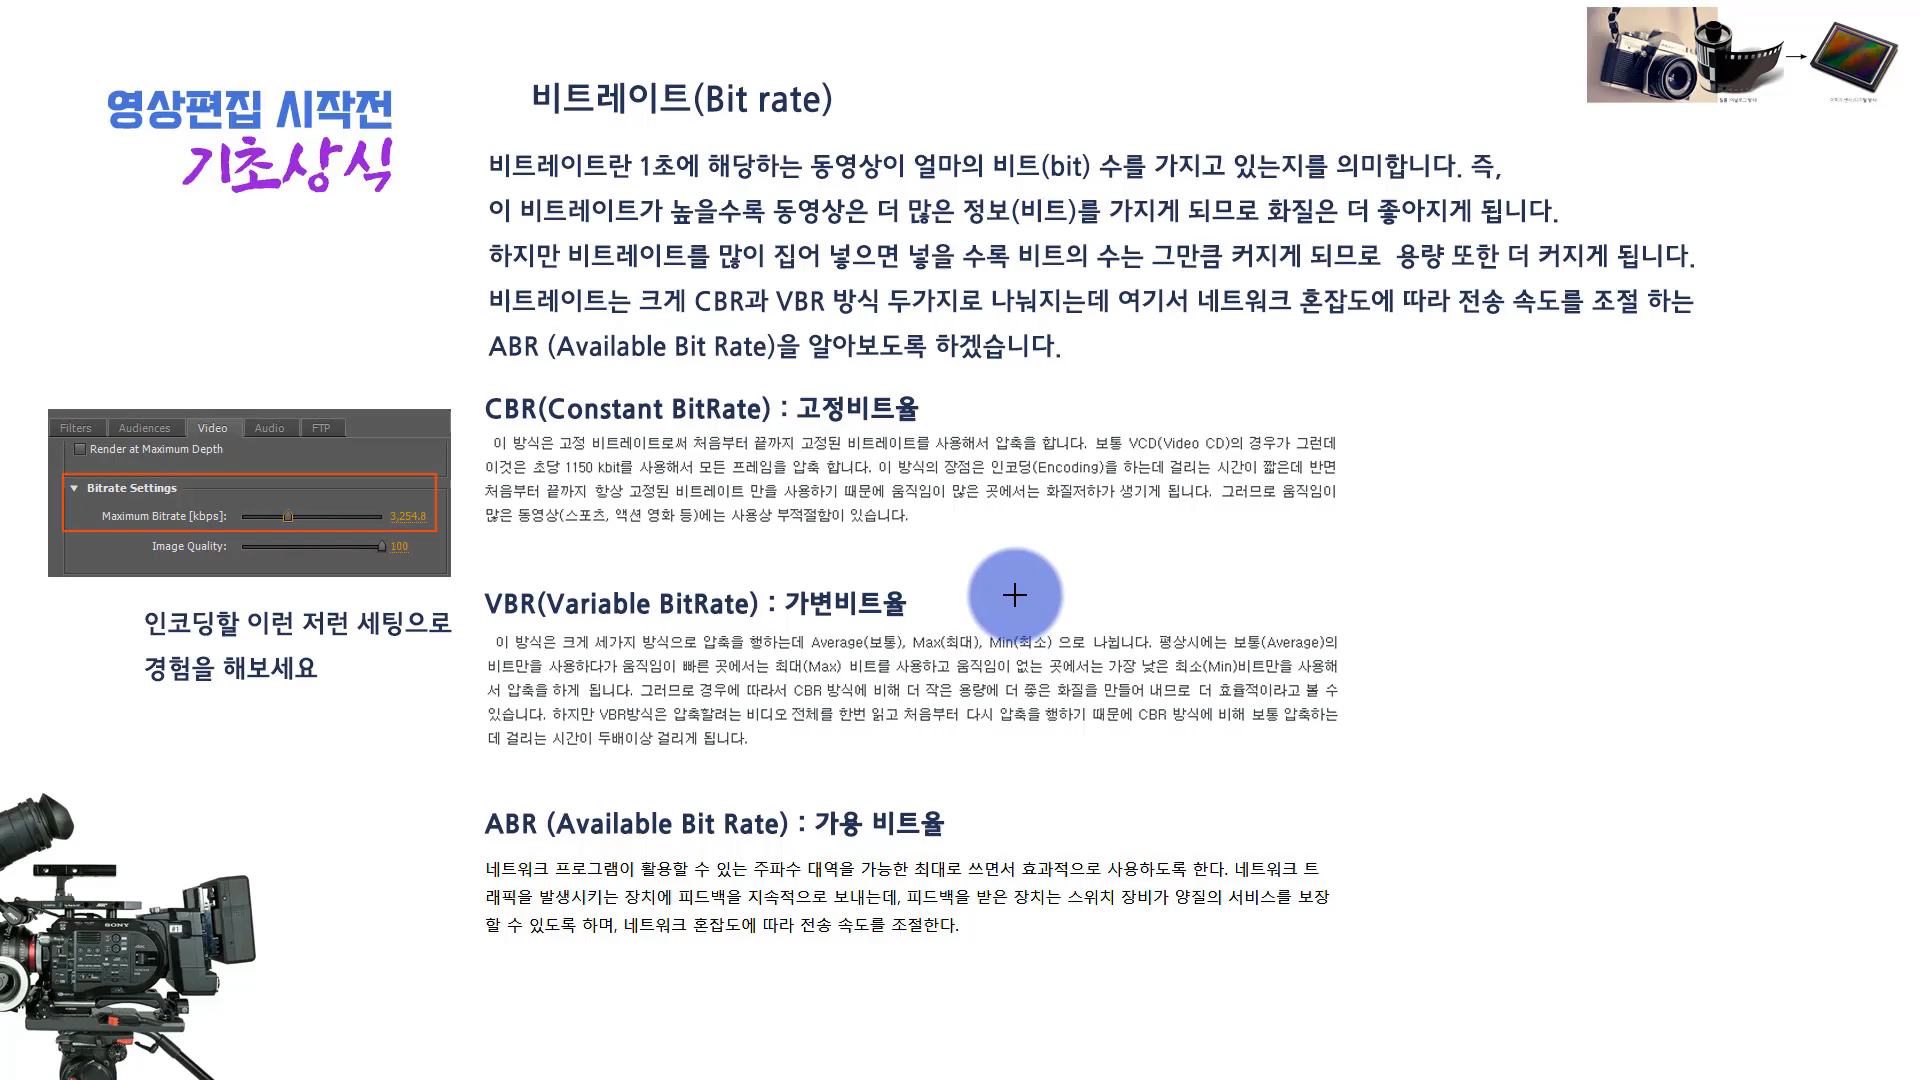 영상편집 시작전
기초상식
비트레이트(Bit rate)
비트레이트란 1초에 해당하는 동영상이 얼마의 비트(bit) 수를 가지고 있는지를 의미합니다. 즉,
이 비트레이트가 높을수록 동영상은 더 많은 정보(비트)를 가지게 되므로 화질은 더 좋아지게 됩니다.
하지만 비트레이트를 많이 집어 넣으면 넣을 수록 비트의 수는 그만큼 커지게 되므로 용량 또한 더 커지게 됩니다.
비트레이트는 크게 CBR과 VBR 방식 두가지로 나눠지는데 여기서 네트워크 혼잡도에 따라 전송 속도를 조절 하는
ABR (Available Bit Rate)을 알아보도록 하겠습니다.
CBR(Constant BitRate) : 고정비트율
이 방식은 고정 비트레이트로써 처음부터 끝까지 고정된 비트레이트를 사용해서 압축을 합니다. 보통 VCD(Video CD)의 경우가 그런데
이것은 초당 1150 kbit를 사용해서 모든 프레임을 압축 합니다. 이 방식의 장점은 인코딩(Encoding)을 하는데 걸리는 시간이 짧은데 반면
처음부터 끝까지 항상 고정된 비트레이트 만을 사용하기 때문에 움직임이 많은 곳에서는 화질저하가 생기게 됩니다. 그러므로 움직임이
많은 동영상(스포츠, 액션 영화 등)에는 사용상 부적절함이 있습니다.
Filters Audiences Video Audio FTP
Render at Maximum Depth
Bitrate Settings
Maximum Bitrate [kbps]: 3,254.8
Image Quality: 100
인코딩할 이런 저런 세팅으로
경험을 해보세요
VBR(Variable BitRate) : 가변비트율
이 방식은 크게 세가지 방식으로 압축을 행하는데 Average(보통), Max(최대), Min(최소) 으로 나뉩니다. 평상시에는 보통(Average)의
비트만을 사용하다가 움직임이 빠른 곳에서는 최대(Max) 비트를 사용하고 움직임이 없는 곳에서는 가장 낮은 최소(Min)비트만을 사용해
서 압축을 하게 됩니다. 그러므로 경우에 따라서 CBR 방식에 비해 더 작은 용량에 더 좋은 화질을 만들어 내므로 더 효율적이라고 볼 수
있습니다. 하지만 VBR방식은 압축할려는 비디오 전체를 한번 읽고 처음부터 다시 압축을 행하기 때문에 CBR 방식에 비해 보통 압축하는
데 걸리는 시간이 두배이상 걸리게 됩니다.
ABR (Available Bit Rate) : 가용 비트율
네트워크 프로그램이 활용할 수 있는 주파수 대역을 가능한 최대로 쓰면서 효과적으로 사용하도록 한다. 네트워크 트
래픽을 발생시키는 장치에 피드백을 지속적으로 보내는데, 피드백을 받은 장치는 스위치 장비가 양질의 서비스를 보장
할 수 있도록 하며, 네트워크 혼잡도에 따라 전송 속도를 조절한다.
SONY
#1